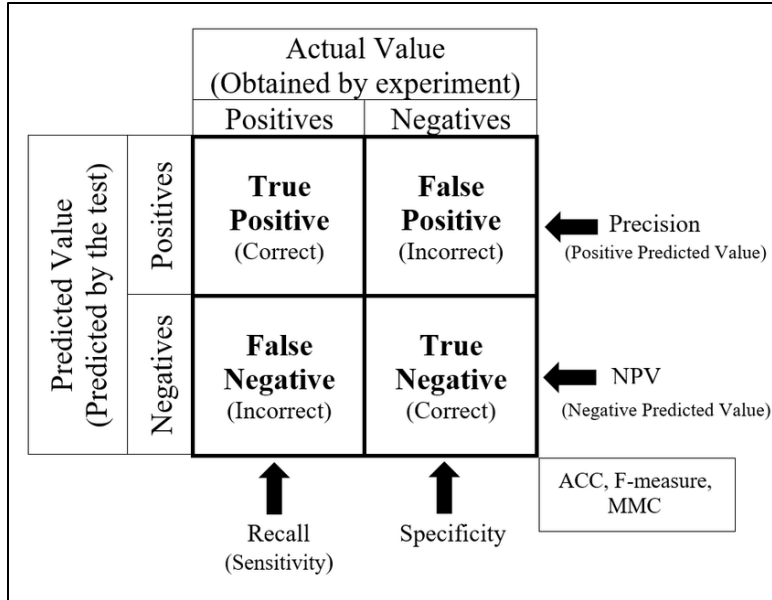 Actual Value
(Obtained by experiment)
Positives
Negatives
Predicted Value
(Predicted by the test)
Positives
True
Positive
(Correct)
False
Positive
(Incorrect)
Precision
(Positive Predicted Value)
Negatives
False
Negative
(Incorrect)
True
Negative
(Correct)
NPV
(Negative Predicted Value)
Recall
(Sensitivity)
Specificity
ACC, F-measure,
MMC